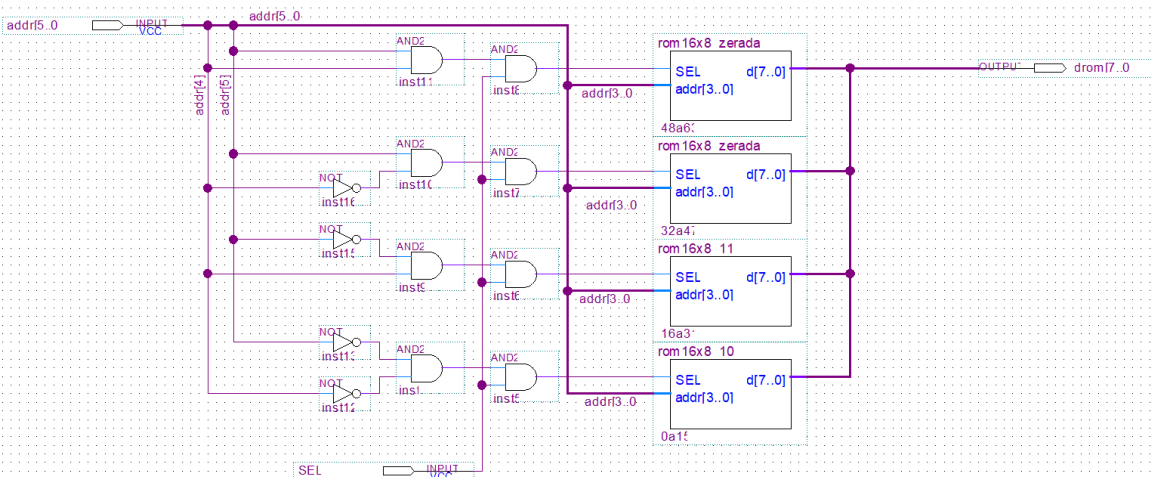 addr[5..0
INPUT
VCC
addr[5..0
addr[4]
addr[5]
AND2
inst11
AND2
inst8
addr[3..0
rom16x8_zerada
SEL
d[7..0]
addr[3..0]
48a63
OUTPUT
drom[7..0
AND2
inst10
NOT
inst16
AND2
inst7
addr[3..0
rom16x8_zerada
SEL
d[7..0]
addr[3..0]
32a47
NOT
inst15
AND2
inst9
AND2
inst6
addr[3..0
rom16x8_11
SEL
d[7..0]
addr[3..0]
16a31
NOT
inst13
NOT
inst12
AND2
inst
AND2
inst5
addr[3..0
rom16x8_10
SEL
d[7..0]
addr[3..0]
0a15
SEL
INPUT
VCC